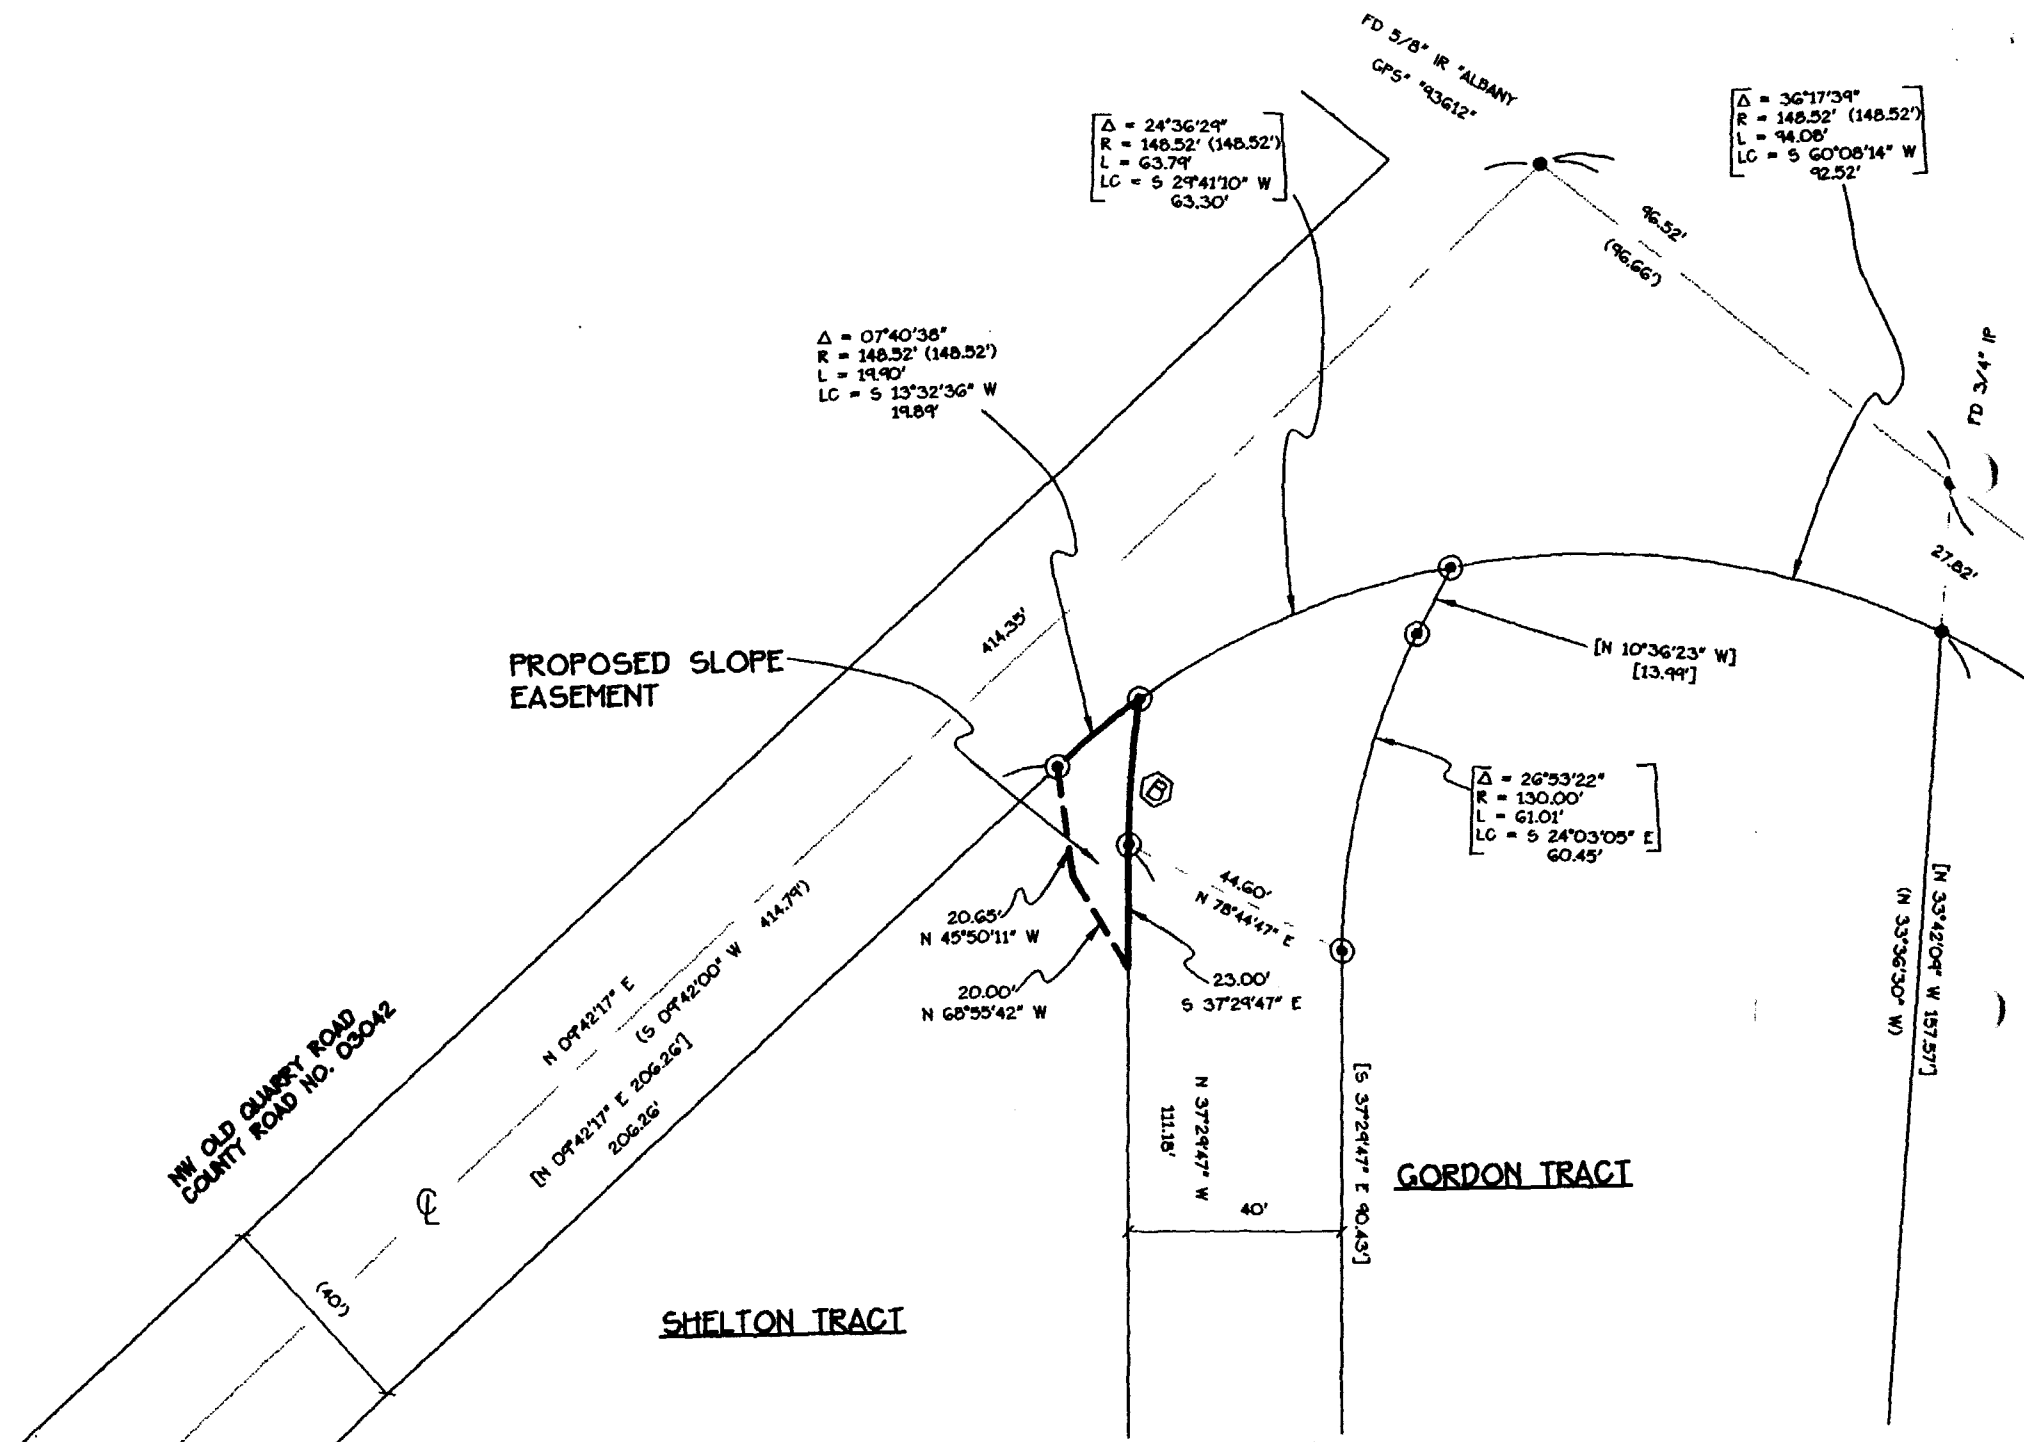 FD 5/8" IR "ALBANY
GPS" "93612"
Δ = 24°36'29"
R = 148.52' (148.52')
L = 63.79'
LC = S 29°41'10" W
63.30'
Δ = 36°17'39"
R = 148.52' (148.52')
L = 94.08'
LC = S 60°08'14" W
92.52'
96.52'
(96.66')
FD 3/4" IP
Δ = 07°40'38"
R = 148.52' (148.52')
L = 19.90'
LC = S 13°32'36" W
19.89'
27.82'
414.35'
PROPOSED SLOPE
EASEMENT
[N 10°36'23" W]
[13.99']
B
Δ = 26°53'22"
R = 130.00'
L = 61.01'
LC = S 24°03'05" E
60.45'
44.60'
N 78°44'47" E
20.65'
N 45°50'11" W
20.00'
N 68°55'42" W
23.00'
S 37°29'47" E
N 09°42'17" E
(S 09°42'00" W 414.79')
[N 09°42'17" E 206.26']
206.26'
[N 33°42'09" W 157.57']
(N 33°36'30" W)
NW OLD QUARRY ROAD
COUNTY ROAD NO. 03042
N 37°29'47" W
111.18'
[S 37°29'47" E 90.43']
GORDON TRACT
40'
℄
(40')
SHELTON TRACT